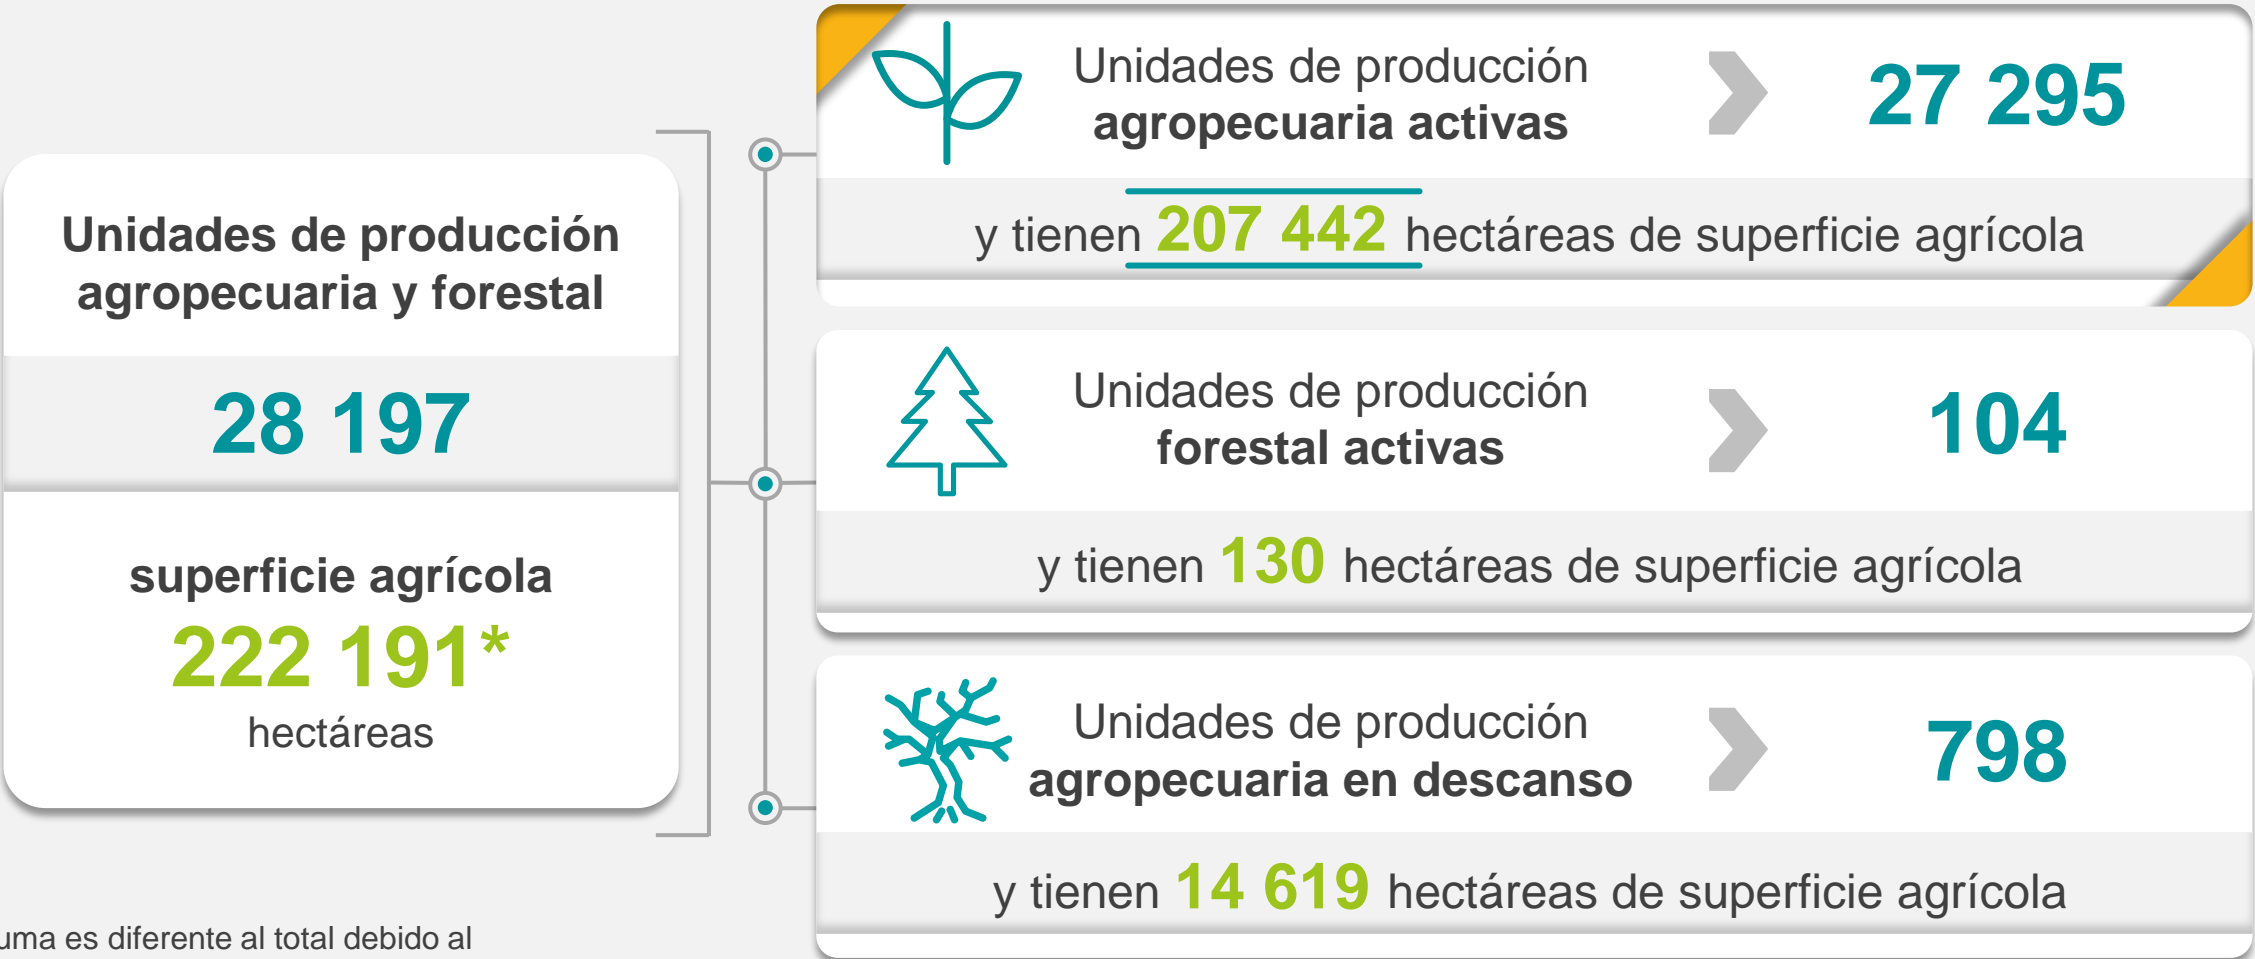 Unidades de producción
agropecuaria y forestal
28 197
superficie agrícola
222 191*
hectáreas
Unidades de producción
agropecuaria activas
27 295
y tienen 207 442 hectáreas de superficie agrícola
Unidades de producción
forestal activas
104
y tienen 130 hectáreas de superficie agrícola
Unidades de producción
agropecuaria en descanso
798
y tienen 14 619 hectáreas de superficie agrícola
es diferente al total debido al